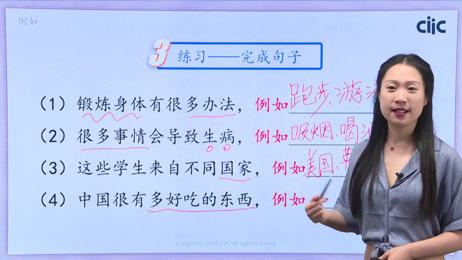 例如
CIIC
3 练习——完成句子
(1) 锻炼身体有很多办法，例如跑步、游
(2) 很多事情会导致生病，例如吸烟、喝
(3) 这些学生来自不同国家，例如美国、英
(4) 中国很有多好吃的东西，例如
Copyright© 2018 CIIC. All right reserved